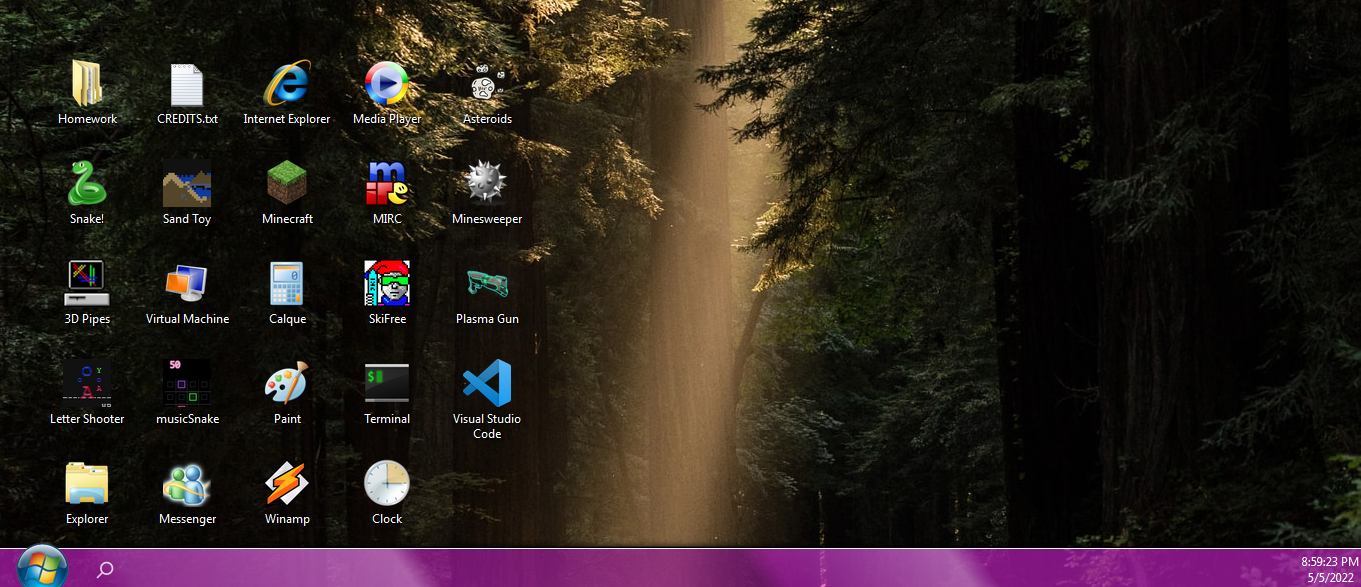 Homework
CREDITS.txt
Internet Explorer
Media Player
Asteroids
Snake!
Sand Toy
Minecraft
MIRC
Minesweeper
3D Pipes
Virtual Machine
Calque
SkiFree
Plasma Gun
50
Letter Shooter
musicSnake
Paint
$
Terminal
Visual Studio
Code
Explorer
Messenger
Winamp
Clock
8:59:23 PM
5/5/2022